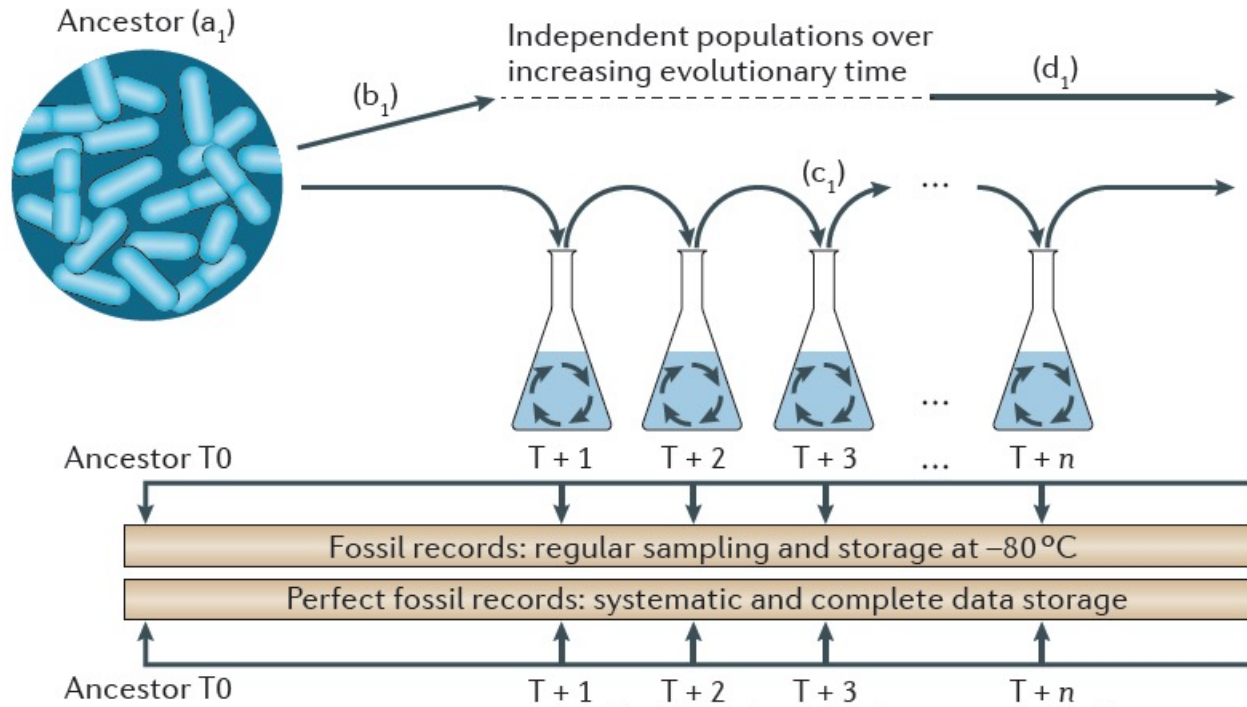 Ancestor (a₁)
Independent populations over
increasing evolutionary time
(b₁)
(d₁)
(c₁)
...
...
Ancestor T0 T + 1 T + 2 T + 3 ... T + n
Fossil records: regular sampling and storage at –80 °C
Perfect fossil records: systematic and complete data storage
Ancestor T0 T + 1 T + 2 T + 3 T + n